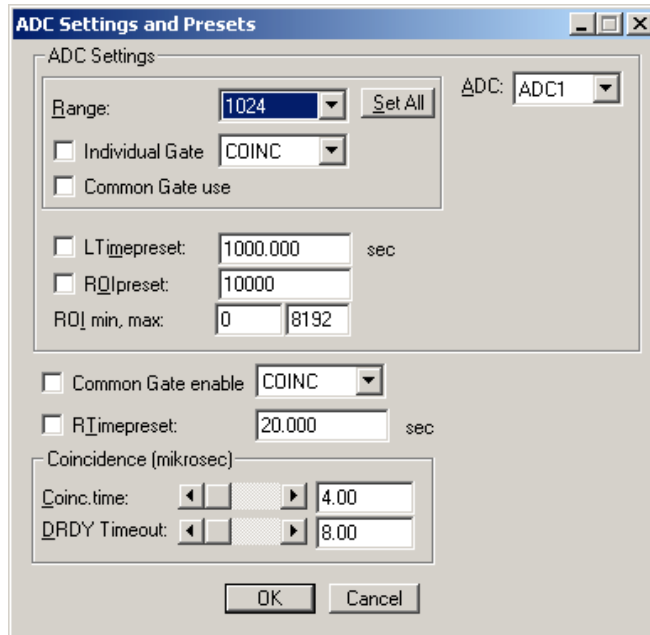 ADC Settings and Presets
ADC Settings
Range: 1024 Set All ADC: ADC1
Individual Gate COINC
Common Gate use
LTimepreset: 1000.000 sec
ROIpreset: 10000
ROI min, max: 0 8192
Common Gate enable COINC
RTimepreset: 20.000 sec
Coincidence (mikrosec)
Coinc.time: 4.00
DRDY Timeout: 8.00
OK Cancel